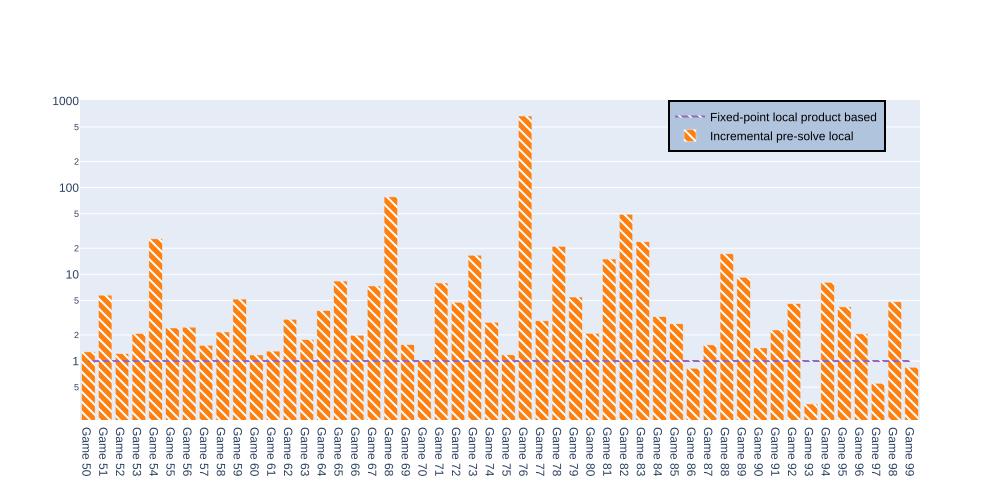 1000
5
2
100
5
2
10
5
2
1
5
Fixed-point local product based
Incremental pre-solve local
Game 50
Game 51
Game 52
Game 53
Game 54
Game 55
Game 56
Game 57
Game 58
Game 59
Game 60
Game 61
Game 62
Game 63
Game 64
Game 65
Game 66
Game 67
Game 68
Game 69
Game 70
Game 71
Game 72
Game 73
Game 74
Game 75
Game 76
Game 77
Game 78
Game 79
Game 80
Game 81
Game 82
Game 83
Game 84
Game 85
Game 86
Game 87
Game 88
Game 89
Game 90
Game 91
Game 92
Game 93
Game 94
Game 95
Game 96
Game 97
Game 98
Game 99